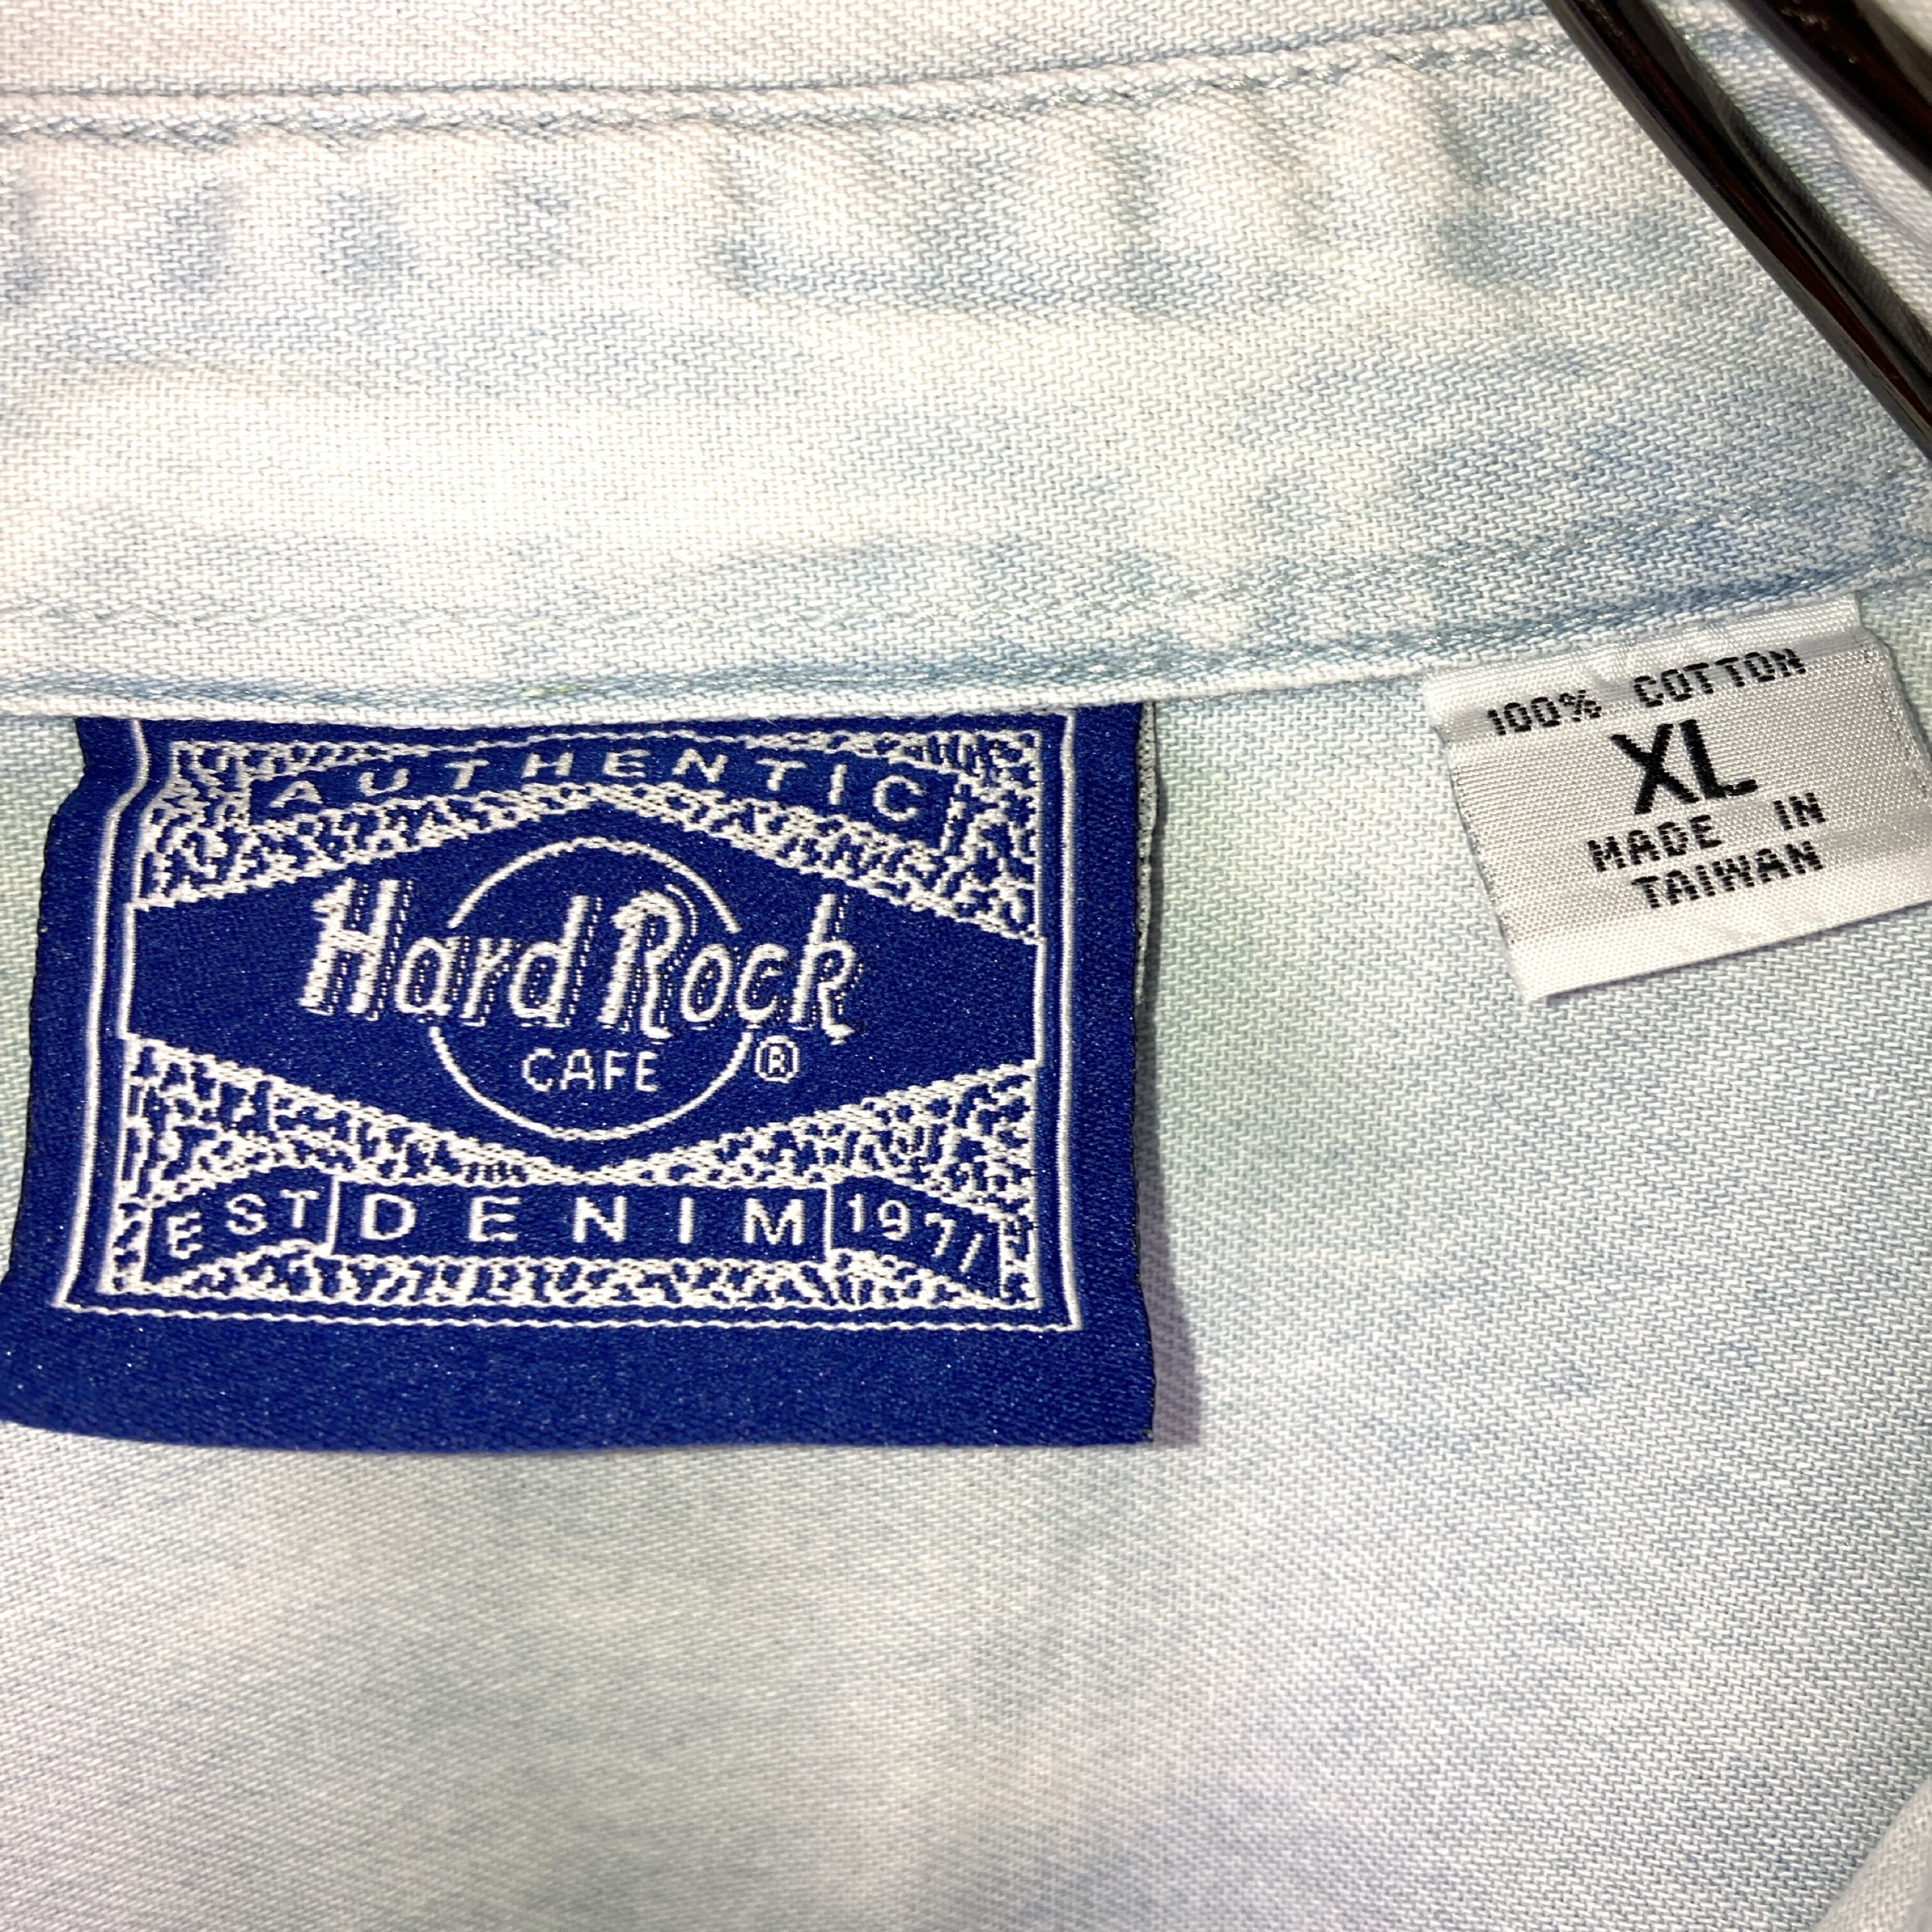 AUTHENTIC
Hard Rock
CAFE ®
EST DENIM 1971
100% COTTON
XL
MADE IN
TAIWAN